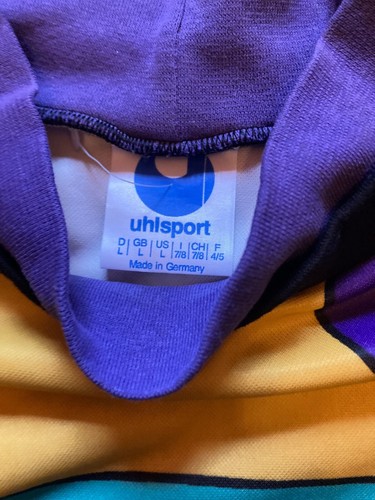 uhlsport
D GB US I CH F
L L L 7/8 7/8 4/5
Made in Germany